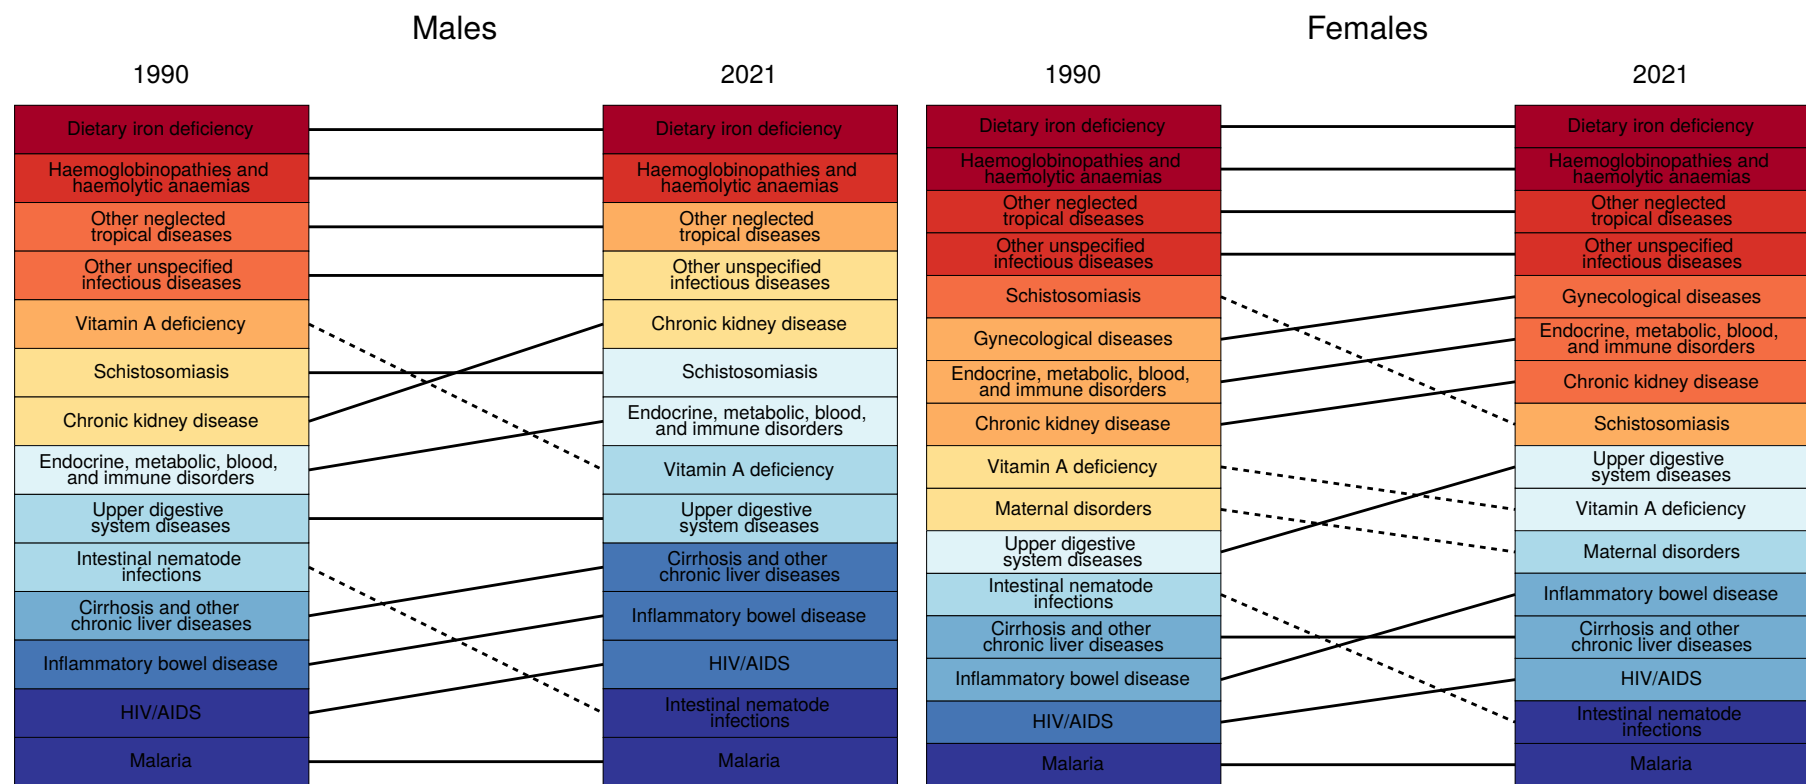 Males
1990
2021
Dietary iron deficiency
Haemoglobinopathies and
haemolytic anaemias
Other neglected
tropical diseases
Other unspecified
infectious diseases
Vitamin A deficiency
Schistosomiasis
Chronic kidney disease
Endocrine, metabolic, blood,
and immune disorders
Upper digestive
system diseases
Intestinal nematode
infections
Cirrhosis and other
chronic liver diseases
Inflammatory bowel disease
HIV/AIDS
Malaria
Dietary iron deficiency
Haemoglobinopathies and
haemolytic anaemias
Other neglected
tropical diseases
Other unspecified
infectious diseases
Chronic kidney disease
Schistosomiasis
Endocrine, metabolic, blood,
and immune disorders
Vitamin A deficiency
Upper digestive
system diseases
Cirrhosis and other
chronic liver diseases
Inflammatory bowel disease
HIV/AIDS
Intestinal nematode
infections
Malaria
Females
1990
2021
Dietary iron deficiency
Haemoglobinopathies and
haemolytic anaemias
Other neglected
tropical diseases
Other unspecified
infectious diseases
Schistosomiasis
Gynecological diseases
Endocrine, metabolic, blood,
and immune disorders
Chronic kidney disease
Vitamin A deficiency
Maternal disorders
Upper digestive
system diseases
Intestinal nematode
infections
Cirrhosis and other
chronic liver diseases
Inflammatory bowel disease
HIV/AIDS
Malaria
Dietary iron deficiency
Haemoglobinopathies and
haemolytic anaemias
Other neglected
tropical diseases
Other unspecified
infectious diseases
Gynecological diseases
Endocrine, metabolic, blood,
and immune disorders
Chronic kidney disease
Schistosomiasis
Upper digestive
system diseases
Vitamin A deficiency
Maternal disorders
Inflammatory bowel disease
Cirrhosis and other
chronic liver diseases
HIV/AIDS
Intestinal nematode
infections
Malaria